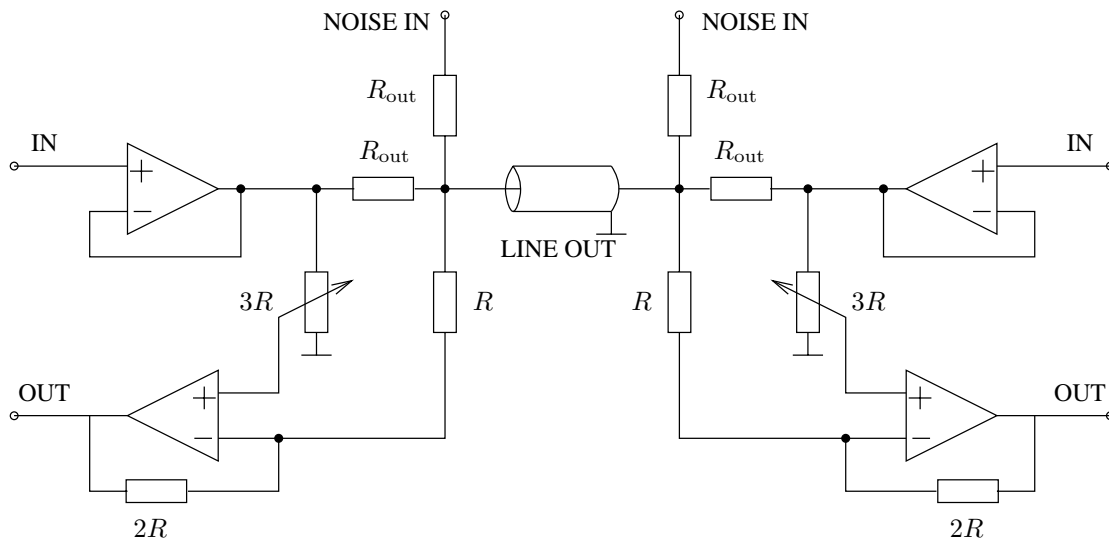 NOISE IN
NOISE IN
R_out
R_out
IN
R_out
R_out
IN
+
−
+
−
LINE OUT
3R
R
R
3R
OUT
+
−
+
−
OUT
2R
2R